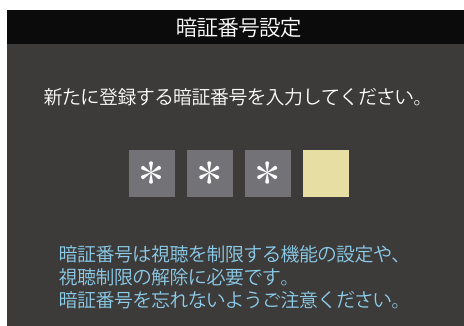 暗証番号設定
新たに登録する暗証番号を入力してください。
* * *
暗証番号は視聴を制限する機能の設定や、
視聴制限の解除に必要です。
暗証番号を忘れないようご注意ください。